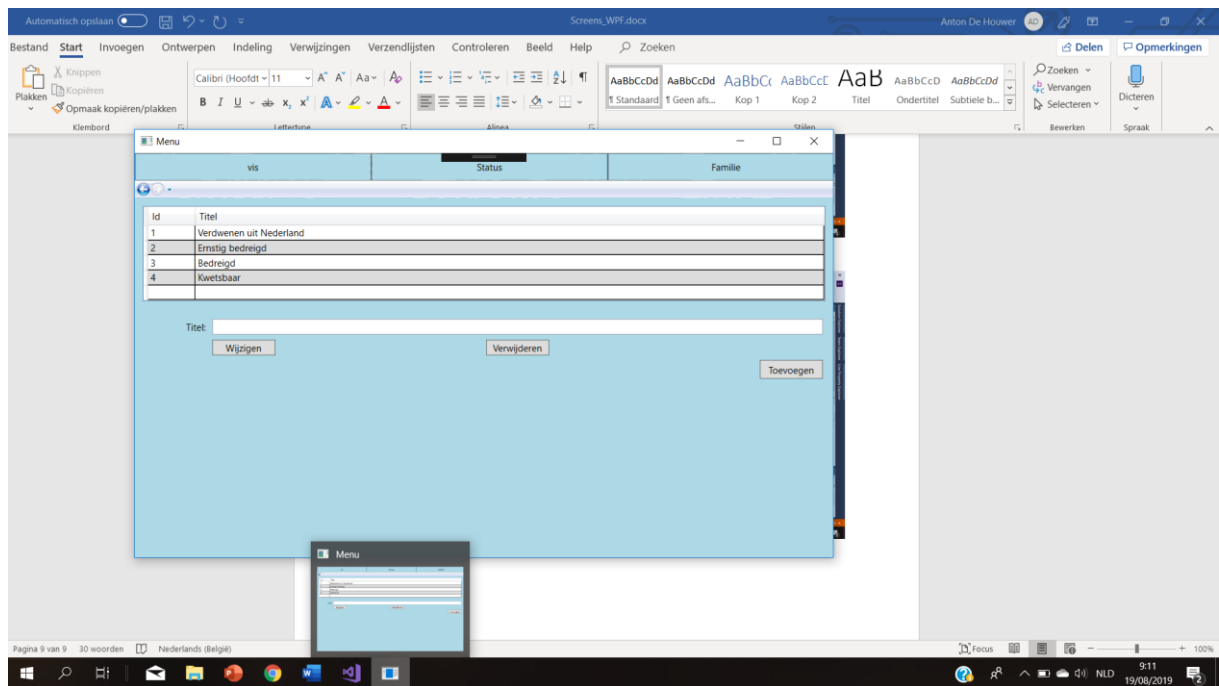 Automatisch opslaan
Screens_WPF.docx
Anton De Houwer AD
Bestand Start Invoegen Ontwerpen Indeling Verwijzingen Verzendlijsten Controleren Beeld Help Zoeken
Delen Opmerkingen
Plakken
Knippen
Kopiëren
Opmaak kopiëren/plakken
Klembord
Calibri (Hoofdt 11
Lettertype
Alinea
AaBbCcDd AaBbCcDd AaBbCc AaBbCcE AaB AaBbCcD AaBbCcDd
¶ Standaard ¶ Geen afs... Kop 1 Kop 2 Titel Ondertitel Subtiele b...
Stijlen
Zoeken
Vervangen
Selecteren
Bewerken
Dicteren
Spraak
Menu
vis Status Familie
Id Titel
1 Verdwenen uit Nederland
2 Ernstig bedreigd
3 Bedreigd
4 Kwetsbaar
Titel:
Wijzigen Verwijderen
Toevoegen
Menu
Pagina 9 van 9 30 woorden Nederlands (België)
Focus
100%
NLD
9:11
19/08/2019